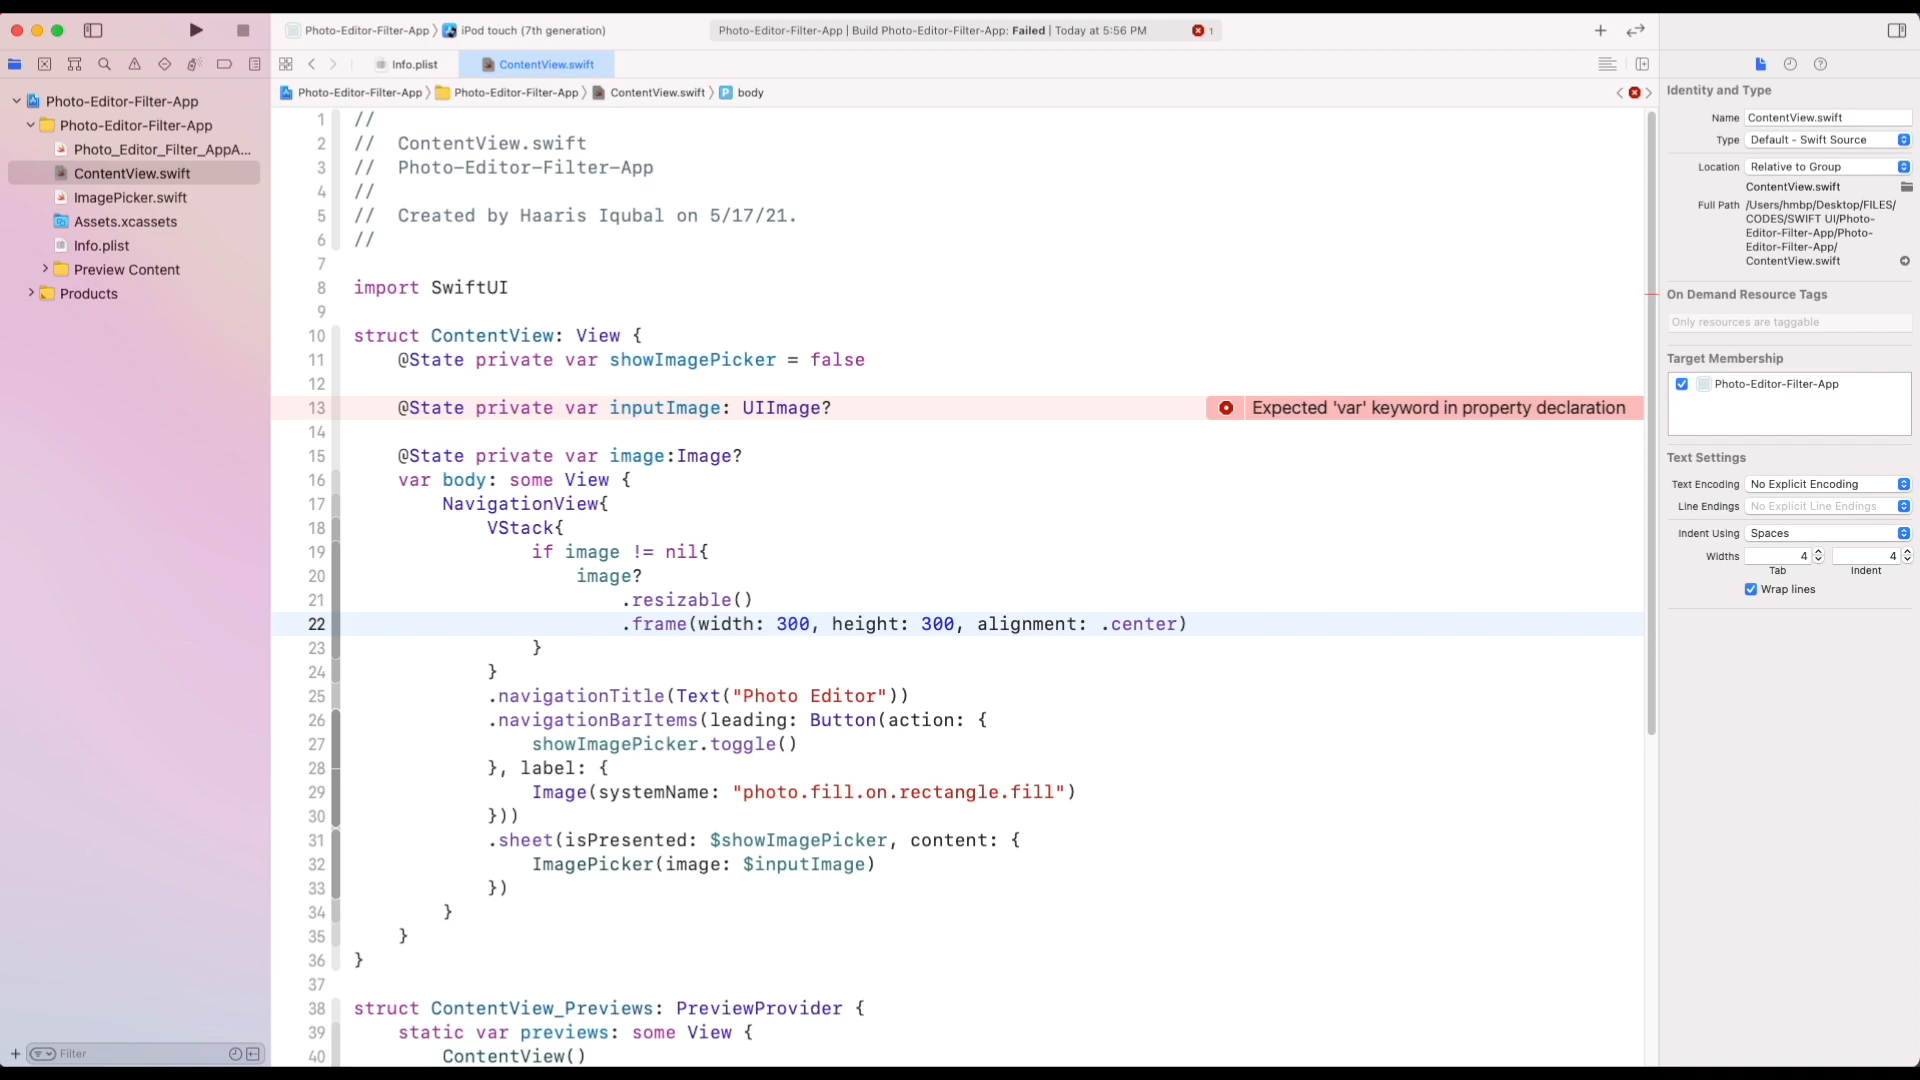 Photo-Editor-Filter-App
iPod touch (7th generation)
Photo-Editor-Filter-App | Build Photo-Editor-Filter-App: Failed | Today at 5:56 PM
1
Info.plist
ContentView.swift
Photo-Editor-Filter-App
Photo-Editor-Filter-App
ContentView.swift
P body
Photo-Editor-Filter-App
Photo-Editor-Filter-App
Photo_Editor_Filter_AppA...
ContentView.swift
ImagePicker.swift
Assets.xcassets
Info.plist
Preview Content
Products
Filter
1 //
2 //  ContentView.swift
3 //  Photo-Editor-Filter-App
4 //
5 //  Created by Haaris Iqubal on 5/17/21.
6 //
7
8 import SwiftUI
9
10 struct ContentView: View {
11     @State private var showImagePicker = false
12
13     @State private var inputImage: UIImage?
Expected 'var' keyword in property declaration
14
15     @State private var image:Image?
16     var body: some View {
17         NavigationView{
18             VStack{
19                 if image != nil{
20                     image?
21                         .resizable()
22                         .frame(width: 300, height: 300, alignment: .center)
23                 }
24             }
25             .navigationTitle(Text("Photo Editor"))
26             .navigationBarItems(leading: Button(action: {
27                 showImagePicker.toggle()
28             }, label: {
29                 Image(systemName: "photo.fill.on.rectangle.fill")
30             }))
31             .sheet(isPresented: $showImagePicker, content: {
32                 ImagePicker(image: $inputImage)
33             })
34         }
35     }
36 }
37
38 struct ContentView_Previews: PreviewProvider {
39     static var previews: some View {
40         ContentView()
Identity and Type
Name ContentView.swift
Type Default - Swift Source
Location Relative to Group
ContentView.swift
Full Path /Users/hmbp/Desktop/FILES/
CODES/SWIFT UI/Photo-
Editor-Filter-App/Photo-
Editor-Filter-App/
ContentView.swift
On Demand Resource Tags
Only resources are taggable
Target Membership
Photo-Editor-Filter-App
Text Settings
Text Encoding No Explicit Encoding
Line Endings No Explicit Line Endings
Indent Using Spaces
Widths 4 4
Tab Indent
Wrap lines